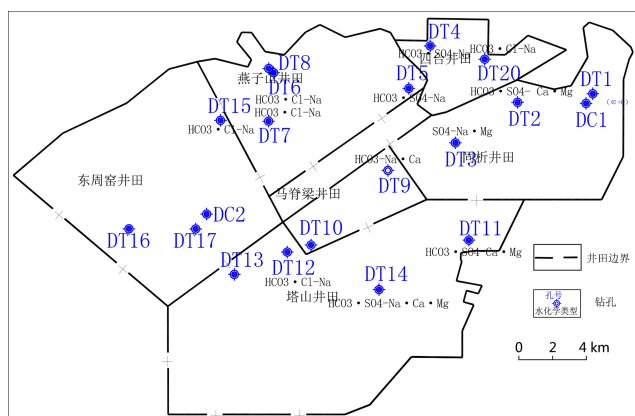 DT4
HCO3·SO4-Na
四台井田
HCO3·Cl-Na
DT20
DT8
燕子山井田
DT6
HCO3·Cl-Na
HCO3·Cl-Na
DT7
DT15
HCO3·Cl-Na
DT5
HCO3·SO4-Na
HCO3·SO4-Ca·Mg
DT2
DT1
DC1
SO4-Na·Mg
DT3
HCO3-Na·Ca
DT9
东周窑井田
马脊梁井田
DC2
DT16
DT17
DT10
DT11
HCO3·SO4-Ca·Mg
DT13
DT12
HCO3·Cl-Na
塔山井田
DT14
HCO3·SO4-Na·Ca·Mg
井田边界
孔号
水化学类型
钻孔
0 2 4 km